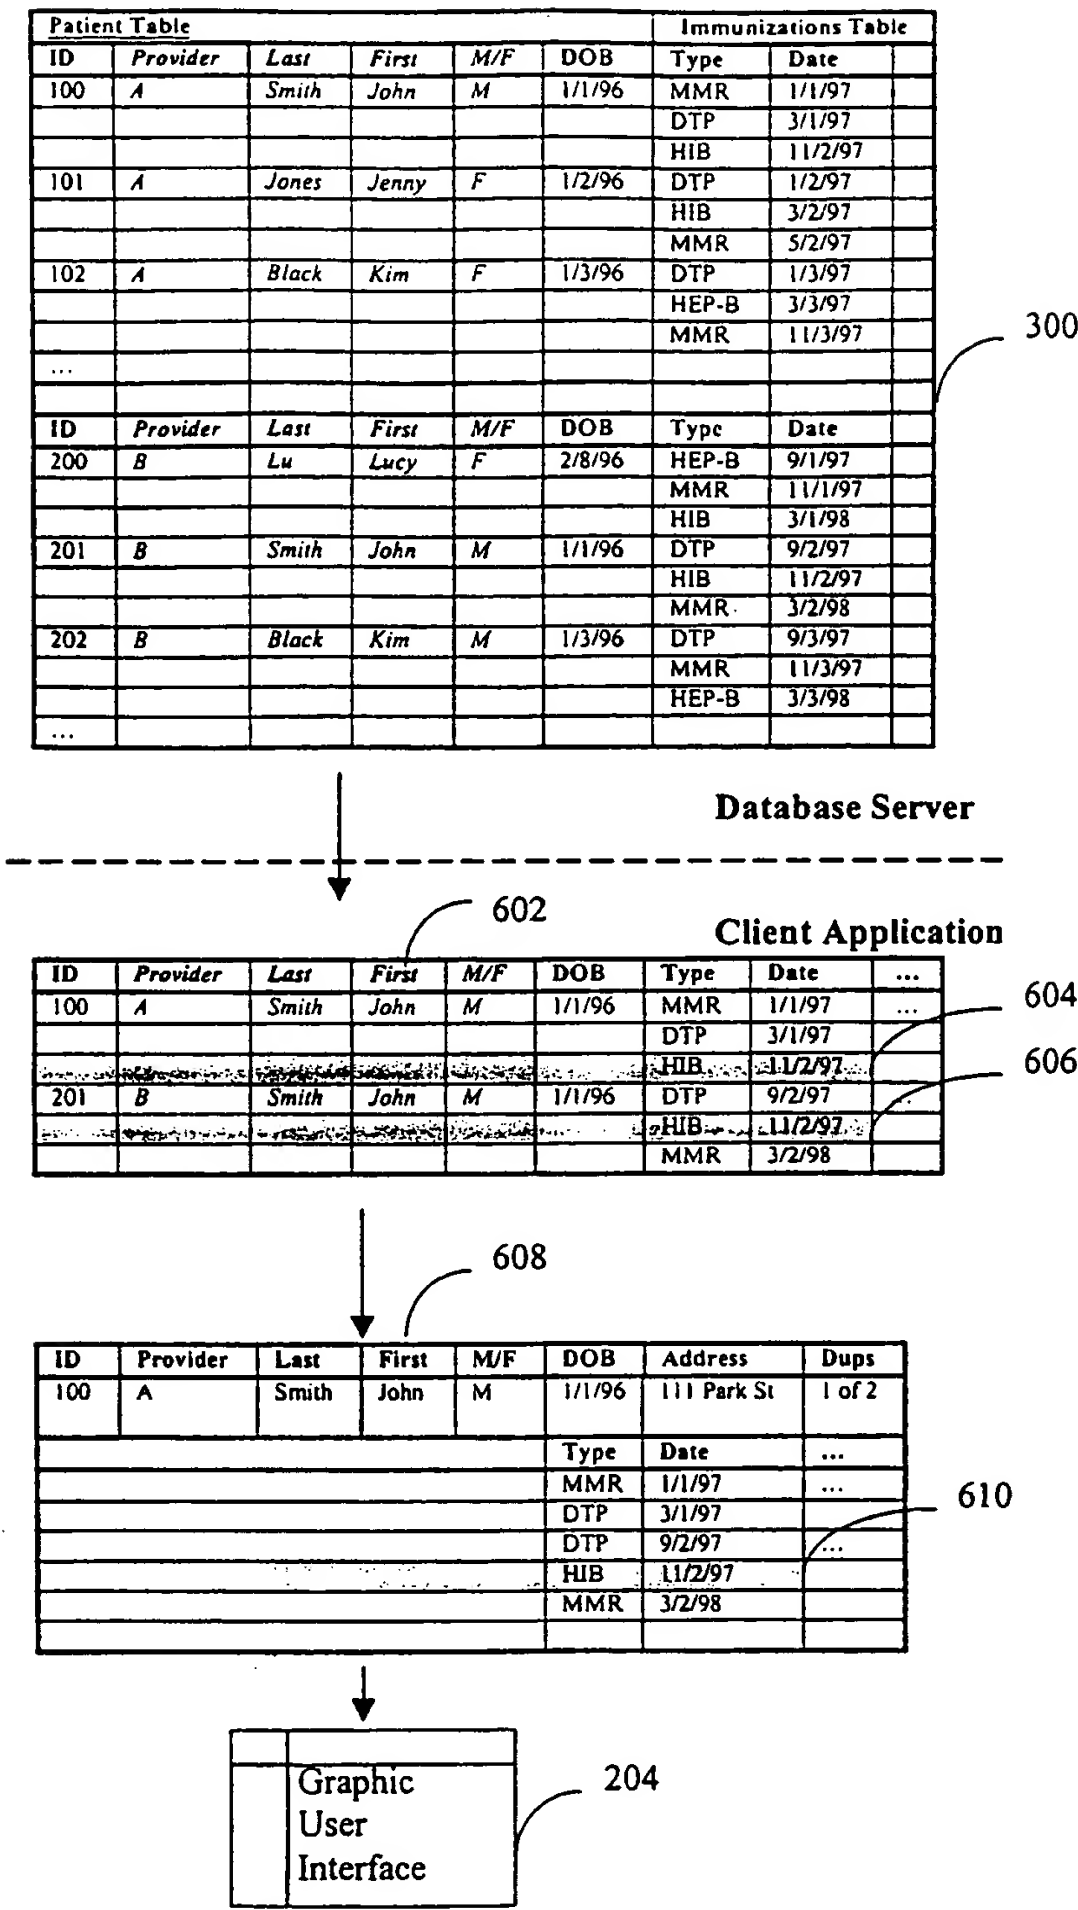 Patient Table Immunizations Table
ID Provider Last First M/F DOB Type Date
100 A Smith John M 1/1/96 MMR 1/1/97
DTP 3/1/97
HIB 11/2/97
101 A Jones Jenny F 1/2/96 DTP 1/2/97
HIB 3/2/97
MMR 5/2/97
102 A Black Kim F 1/3/96 DTP 1/3/97
HEP-B 3/3/97
MMR 11/3/97
300
...
ID Provider Last First M/F DOB Type Date
200 B Lu Lucy F 2/8/96 HEP-B 9/1/97
MMR 11/1/97
HIB 3/1/98
201 B Smith John M 1/1/96 DTP 9/2/97
HIB 11/2/97
MMR 3/2/98
202 B Black Kim M 1/3/96 DTP 9/3/97
MMR 11/3/97
HEP-B 3/3/98
...
Database Server
602
Client Application
ID Provider Last First M/F DOB Type Date ...
604
100 A Smith John M 1/1/96 MMR 1/1/97 ...
DTP 3/1/97
606
HIB 11/2/97
201 B Smith John M 1/1/96 DTP 9/2/97 ...
HIB 11/2/97
MMR 3/2/98
608
ID Provider Last First M/F DOB Address Dups
100 A Smith John M 1/1/96 111 Park St 1 of 2
Type Date ...
MMR 1/1/97 ...
610
DTP 3/1/97
DTP 9/2/97 ...
HIB 11/2/97
MMR 3/2/98
204
Graphic
User
Interface